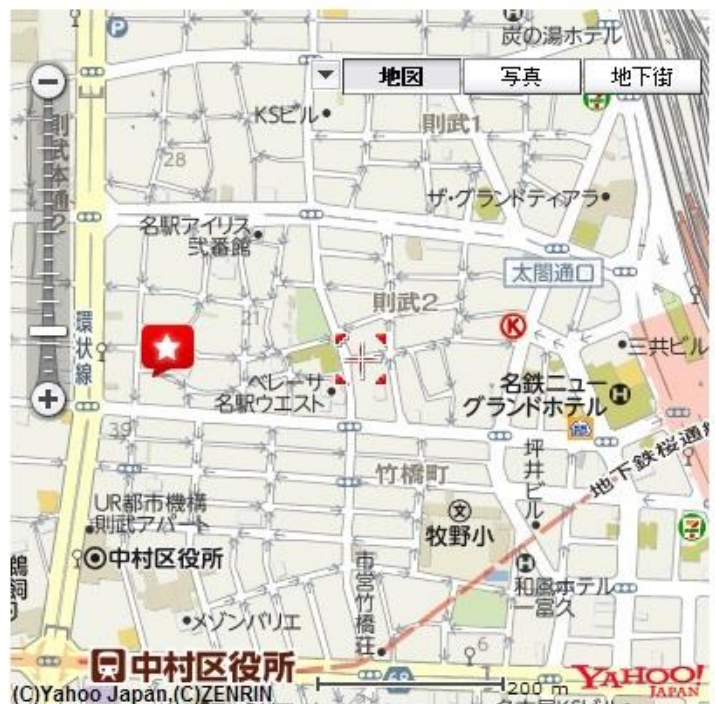 炭の湯ホテル
地図
写真
地下街
KSビル
則武1
則武本通2
28
ザ・グランドティアラ
名駅アイリス
弐番館
太閤通口
則武2
21
環状線
K
三共ビル
ベレーサ
名駅ウエスト
名鉄ニュー
グランドホテル
H
39
坪井ビル
地下鉄桜通線
竹橋町
UR都市機構
則武アパート
文
牧野小
中村区役所
鵜飼
市営竹橋荘
H
和風ホテル
一富久
メゾンバリエ
6
中村区役所
68
YAHOO!
JAPAN
200 m
(C)Yahoo Japan,(C)ZENRIN